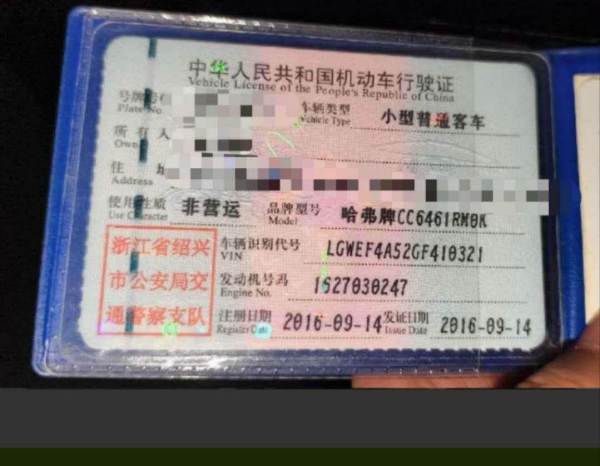 中华人民共和国机动车行驶证
Vehicle License of the People's Republic of China
号牌号 车辆类型 小型普通客车
Plate No. Vehicle Type
所有人
Owner
住
Address
使用性质 非营运 品牌型号 哈弗牌CC6461RM0K
Use Character Model
浙江省绍兴 车辆识别代号 LGWEF4A52GF410321
VIN
市公安局交 发动机号码 1627030247
Engine No.
通警察支队 注册日期 2016-09-14 发证日期 2016-09-14
Register Date Issue Date